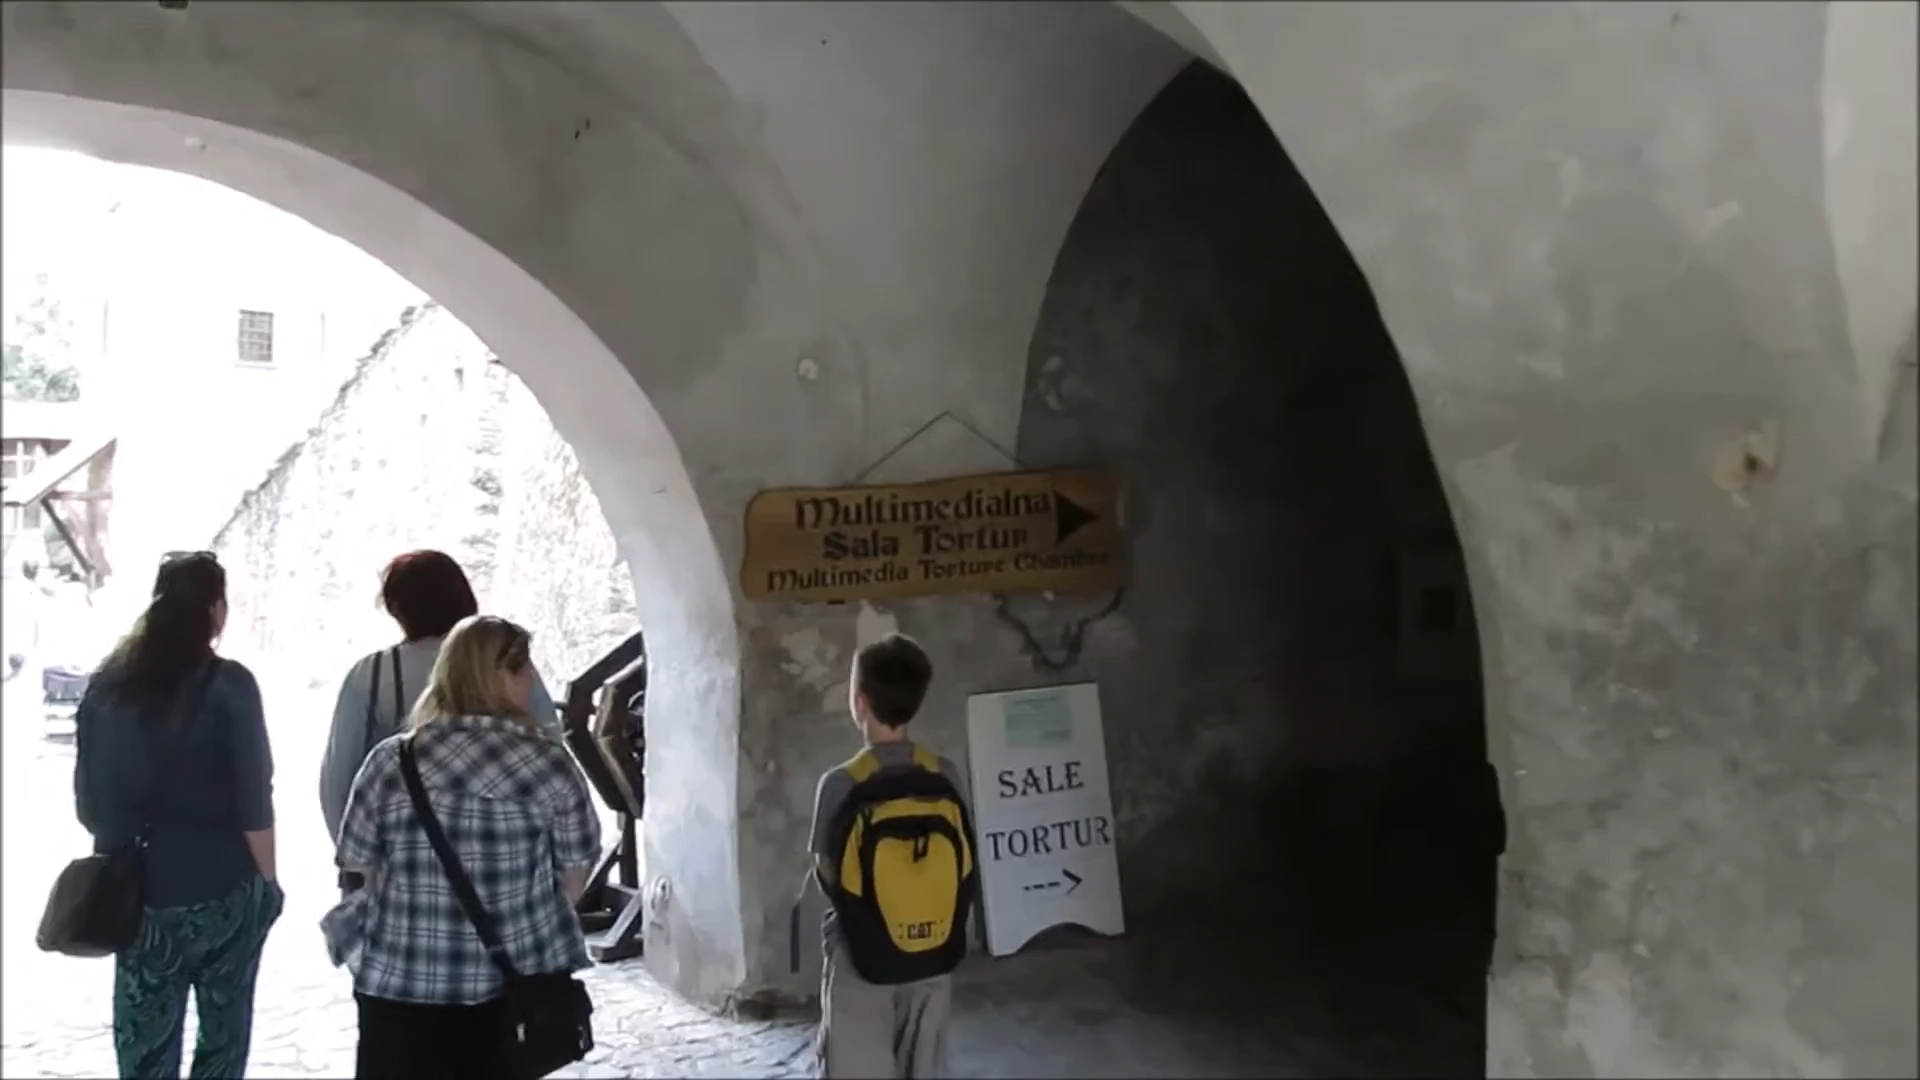 Multimedialna
Sala Tortur
Multimedia Torture Chamber
SALE
TORTUR
--->
CAT